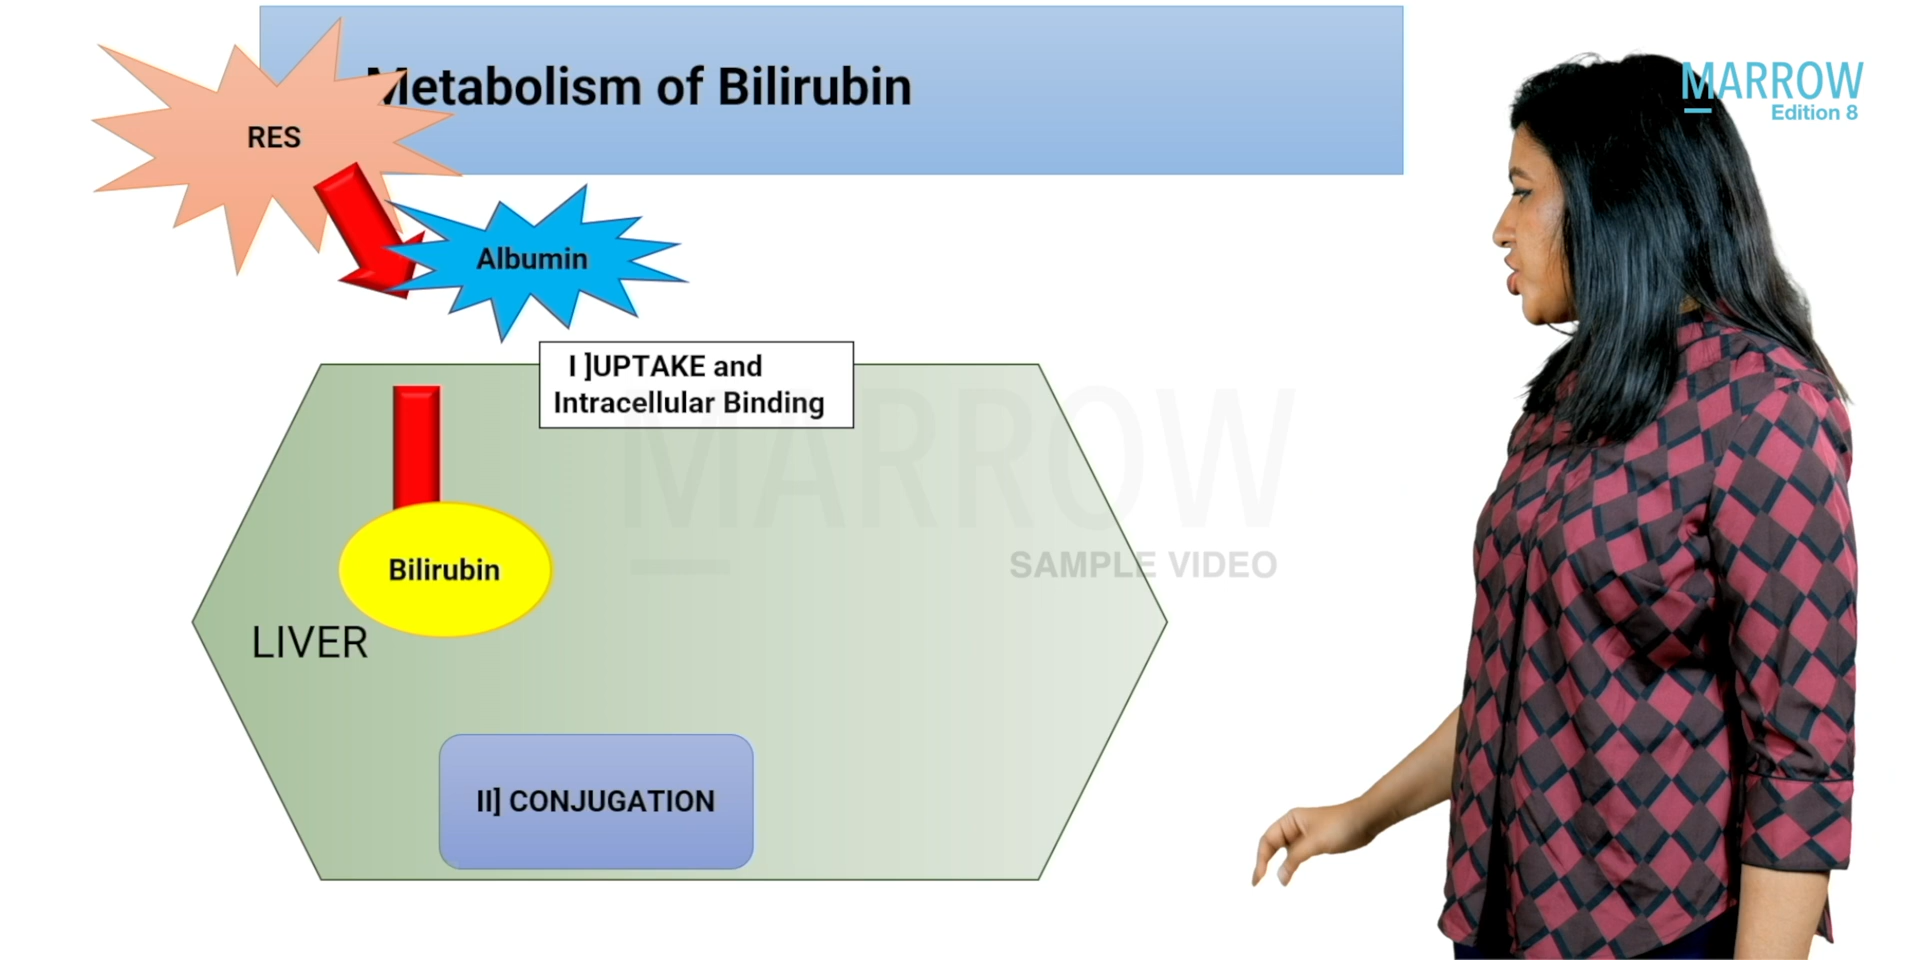 Metabolism of Bilirubin
MARROW
Edition 8
RES
Albumin
I ]UPTAKE and
Intracellular Binding
MARROW
SAMPLE VIDEO
Bilirubin
LIVER
II] CONJUGATION